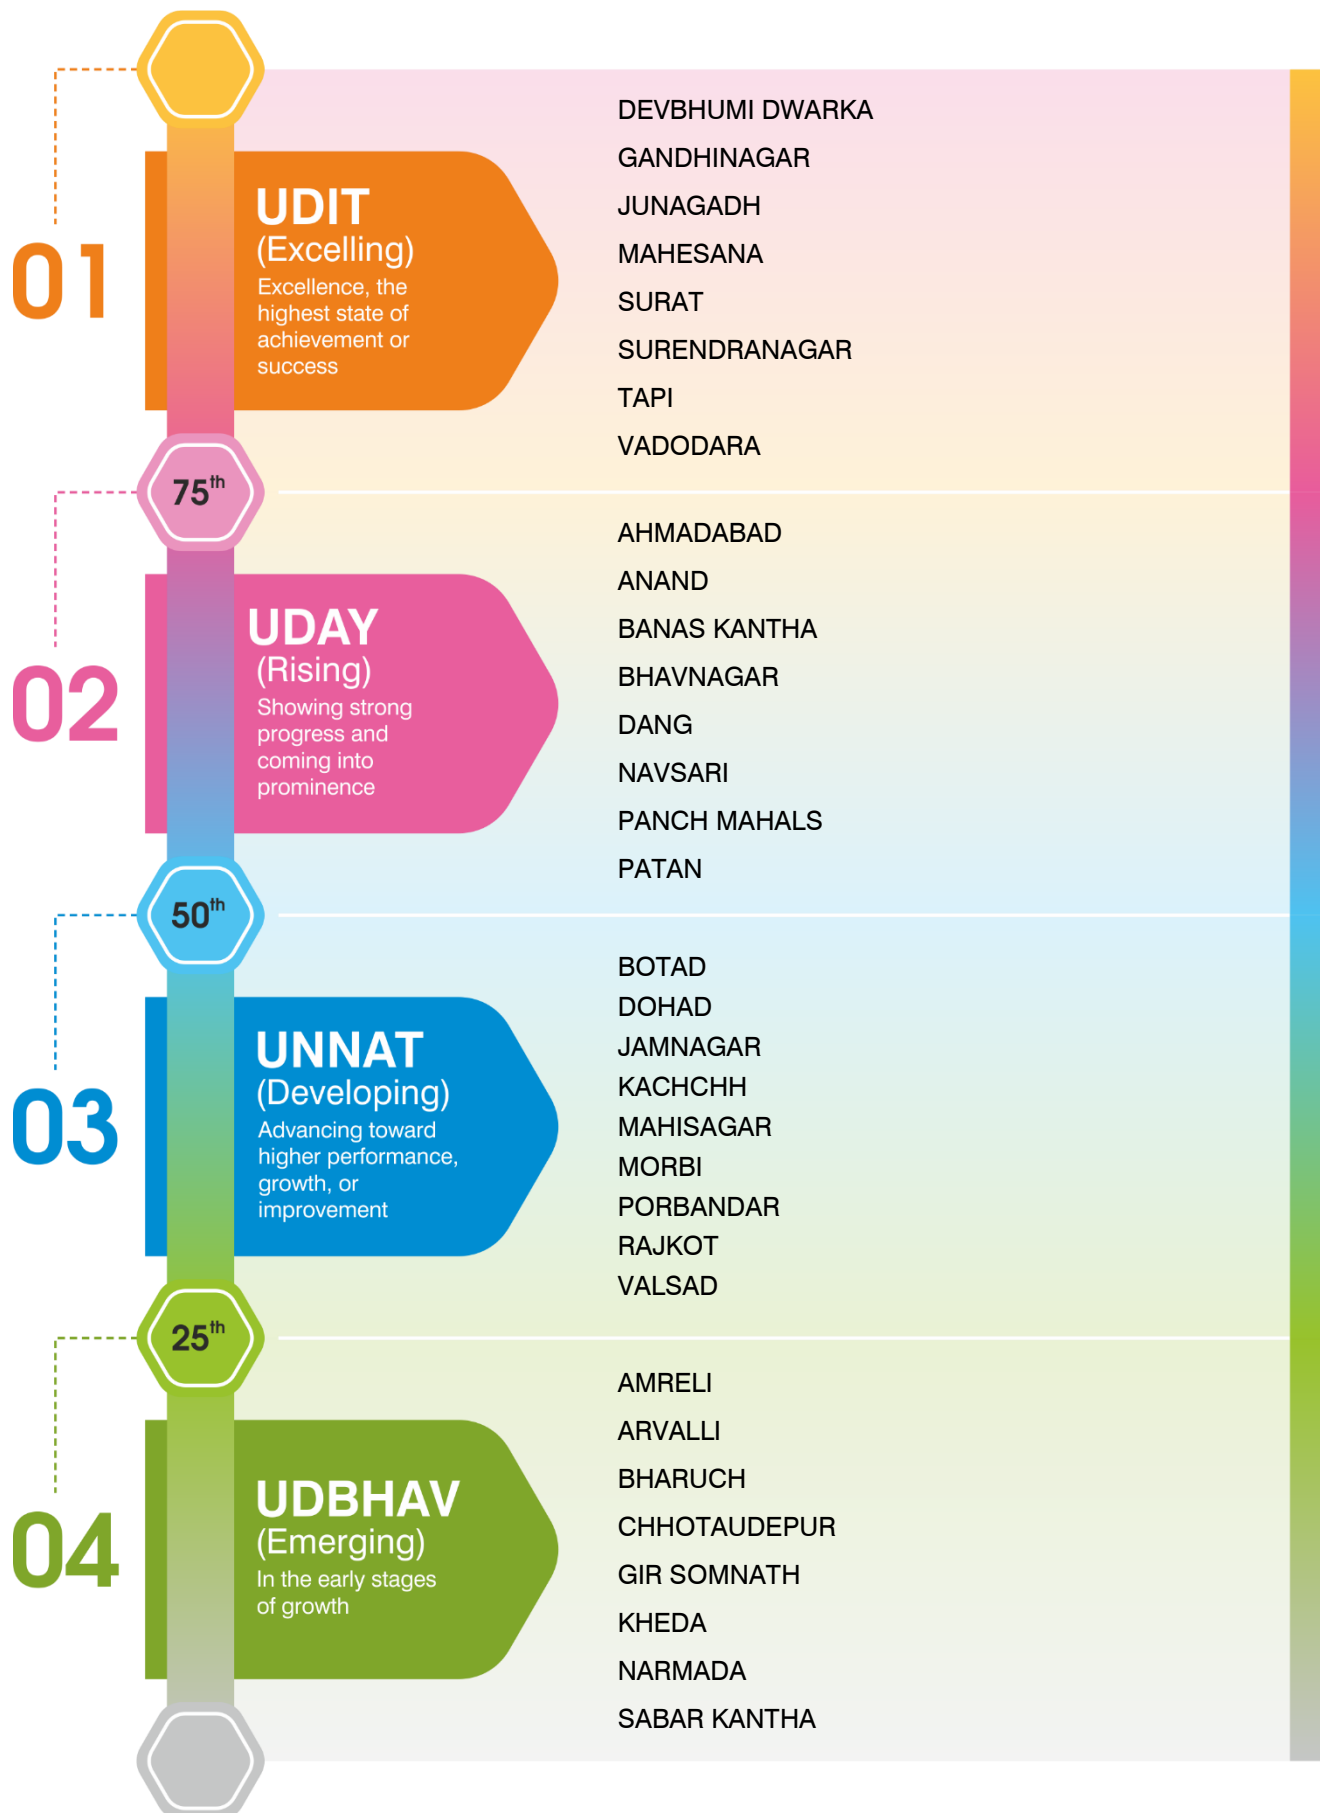 01
UDIT
(Excelling)
Excellence, the
highest state of
achievement or
success
DEVBHUMI DWARKA
GANDHINAGAR
JUNAGADH
MAHESANA
SURAT
SURENDRANAGAR
TAPI
VADODARA
75th
02
UDAY
(Rising)
Showing strong
progress and
coming into
prominence
AHMADABAD
ANAND
BANAS KANTHA
BHAVNAGAR
DANG
NAVSARI
PANCH MAHALS
PATAN
50th
03
UNNAT
(Developing)
Advancing toward
higher performance,
growth, or
improvement
BOTAD
DOHAD
JAMNAGAR
KACHCHH
MAHISAGAR
MORBI
PORBANDAR
RAJKOT
VALSAD
25th
04
UDBHAV
(Emerging)
In the early stages
of growth
AMRELI
ARVALLI
BHARUCH
CHHOTAUDEPUR
GIR SOMNATH
KHEDA
NARMADA
SABAR KANTHA